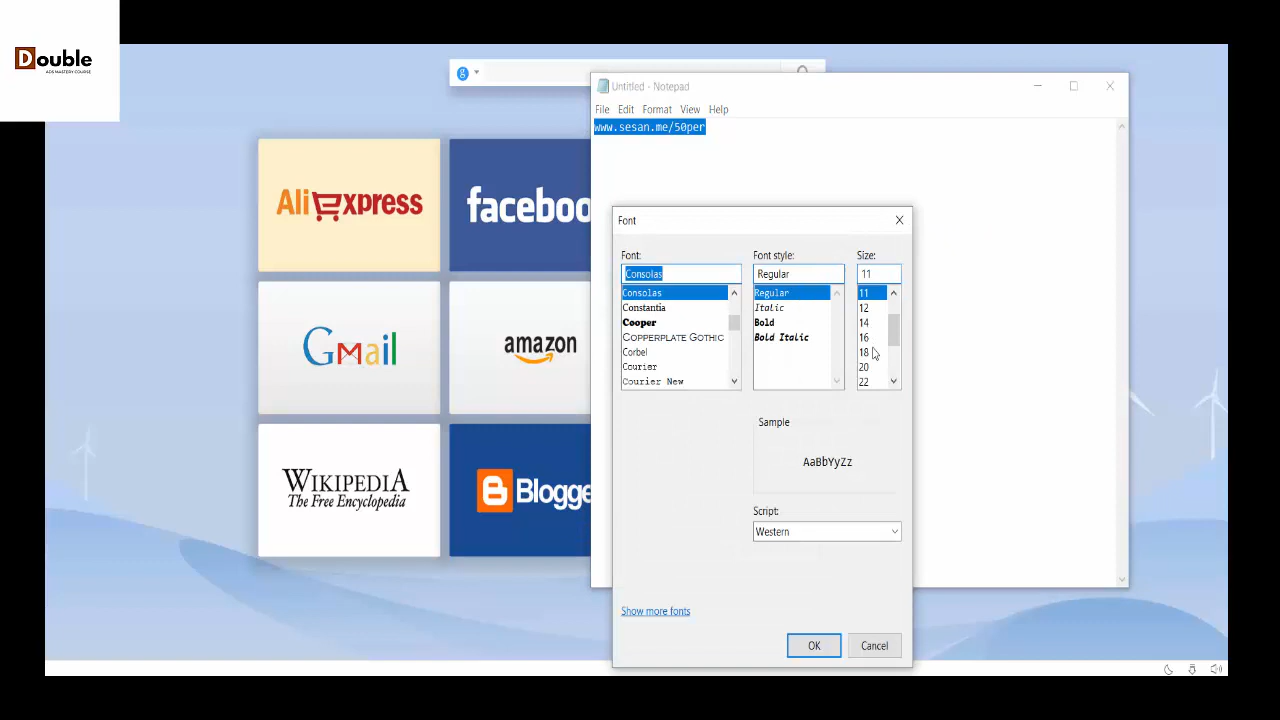 Double
ADS MASTERY COURSE
Untitled - Notepad
File Edit Format View Help
www.sesan.me/50per
AliExpress
faceboo
Gmail
amazon
WIKIPEDIA
The Free Encyclopedia
Blogge
Font
Font: Font style: Size:
Consolas Regular 11
Consolas Regular 11
Constantia Italic 12
Cooper Bold 14
COPPERPLATE GOTHIC Bold Italic 16
Corbel 18
Courier 20
Courier New 22
Sample
AaBbYyZz
Script:
Western
Show more fonts
OK Cancel